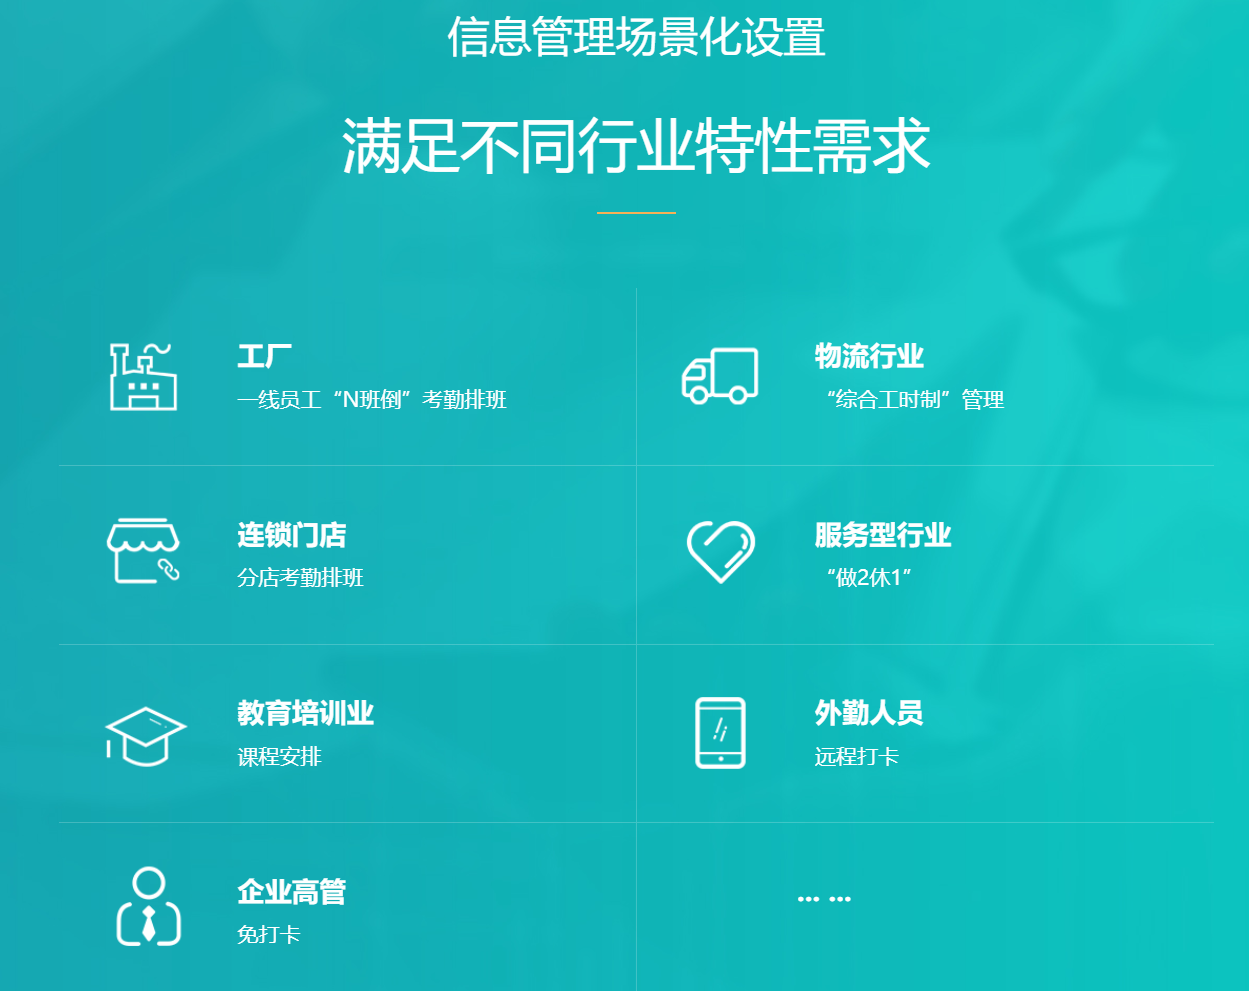 信息管理场景化设置
满足不同行业特性需求
工厂
一线员工“N班倒”考勤排班
物流行业
“综合工时制”管理
连锁门店
分店考勤排班
服务型行业
“做2休1”
教育培训业
课程安排
外勤人员
远程打卡
企业高管
免打卡
... ...